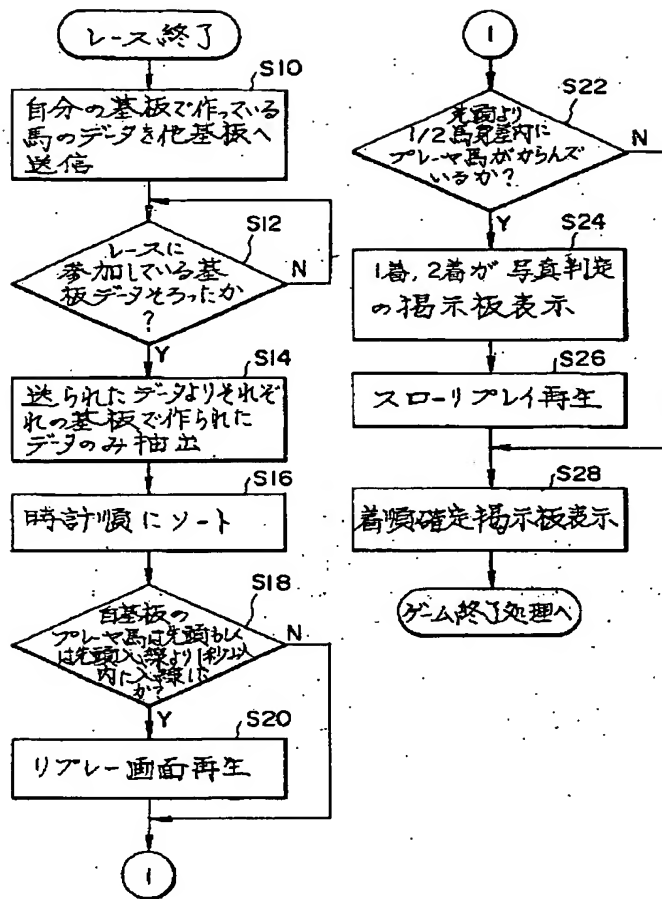 レース終了
S10
自分の基板で作っている
馬のデータを他基板へ
送信
S12
レースに
参加している基
板データそろったか
?
N
Y
S14
送られたデータよりそれぞ
れの基板で作られた
データのみ抽出
S16
時計順にソート
S18
自基板の
プレーヤ馬は先頭もしく
は先頭入線より1秒以
内に入線した
か?
N
Y
S20
リプレー画面再生
1
1
S22
先頭より
1/2馬身差内に
プレーヤ馬がからんで
いるか?
N
Y
S24
1着,2着が写真判定
の掲示板表示
S26
スローリプレイ再生
S28
着順確定掲示板表示
ゲーム終了処理へ